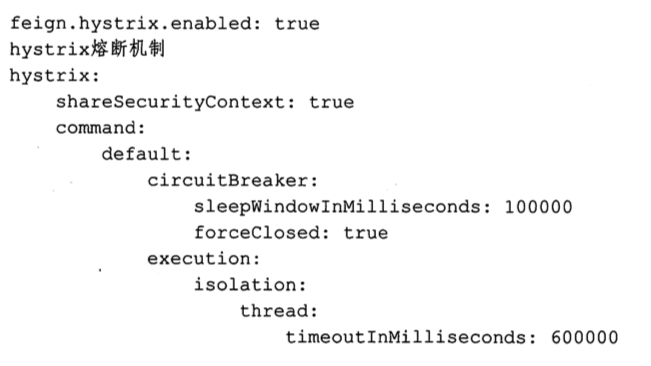 feign.hystrix.enabled: true
hystrix熔断机制
hystrix:
    shareSecurityContext: true
    command:
        default:
            circuitBreaker:
                sleepWindowInMilliseconds: 100000
                forceClosed: true
            execution:
                isolation:
                    thread:
                        timeoutInMilliseconds: 600000